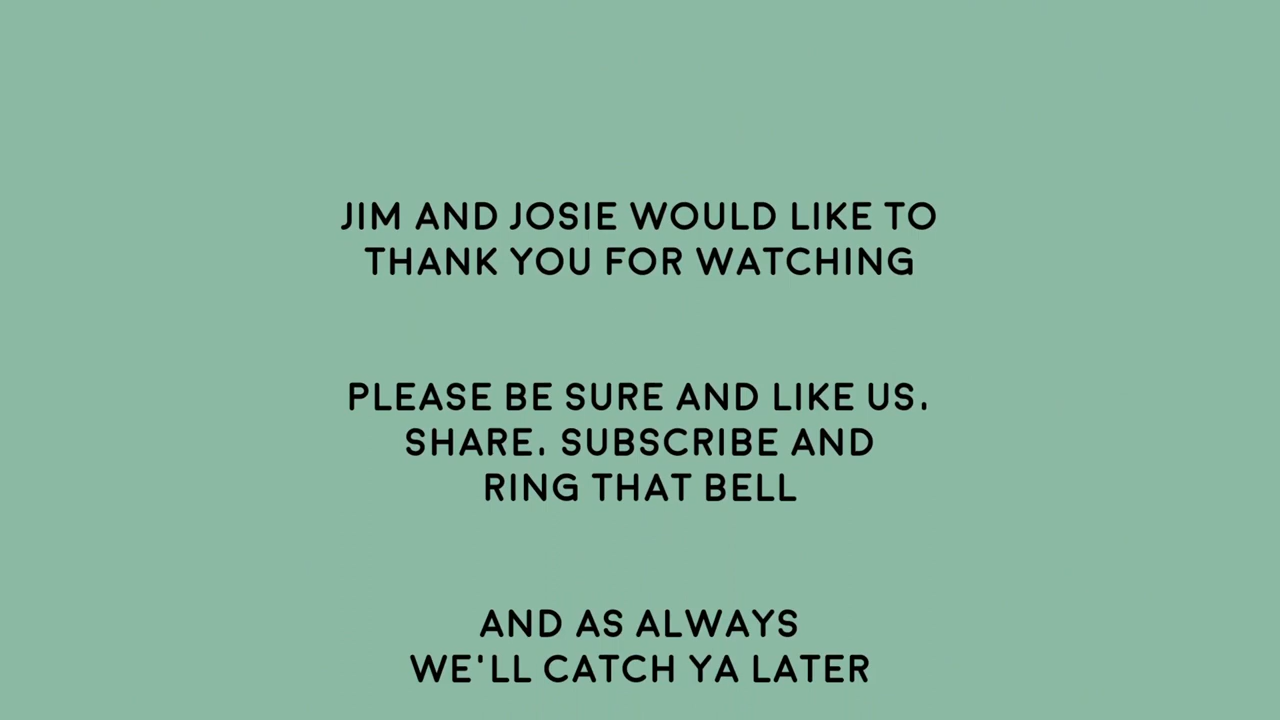 JIM AND JOSIE WOULD LIKE TO
THANK YOU FOR WATCHING
PLEASE BE SURE AND LIKE US,
SHARE, SUBSCRIBE AND
RING THAT BELL
AND AS ALWAYS
WE'LL CATCH YA LATER